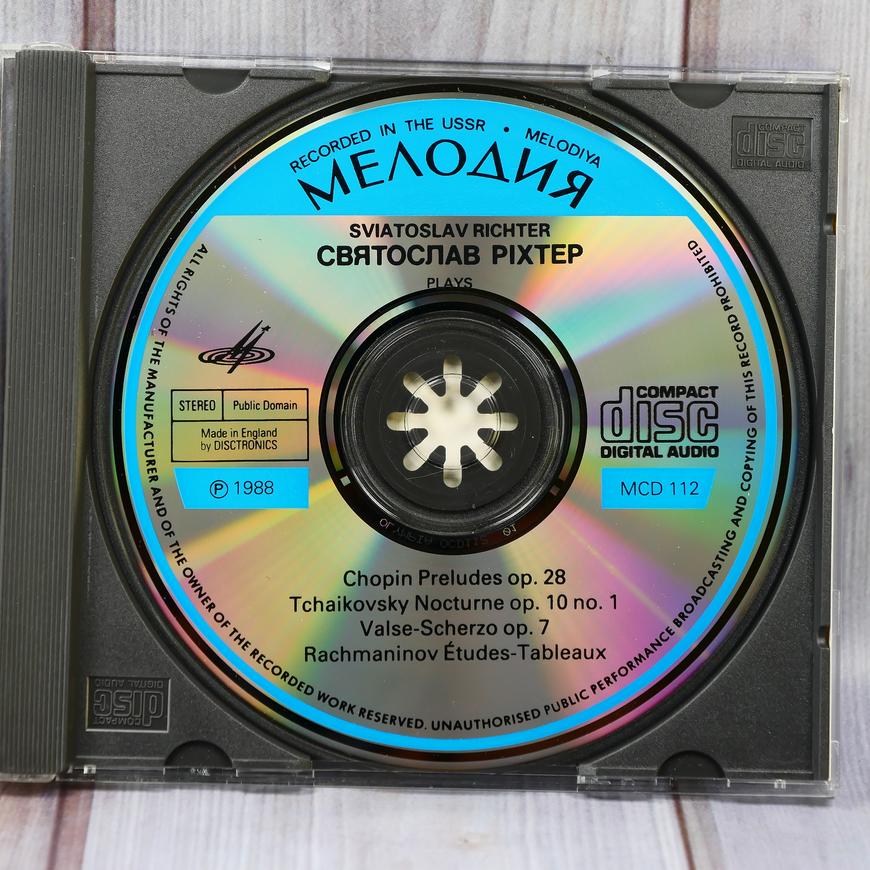 RECORDED IN THE USSR • MELODIYA
МЕЛОДИЯ
SVIATOSLAV RICHTER
СВЯТОСЛАВ РІХТЕР
PLAYS
STEREO
Public Domain
Made in England
by DISCTRONICS
℗ 1988
COMPACT
disc
DIGITAL AUDIO
MCD 112
Chopin Preludes op. 28
Tchaikovsky Nocturne op. 10 no. 1
Valse-Scherzo op. 7
Rachmaninov Études-Tableaux
ALL RIGHTS OF THE MANUFACTURER AND OF THE OWNER OF THE RECORDED WORK RESERVED. UNAUTHORISED PUBLIC PERFORMANCE BROADCASTING AND COPYING OF THIS RECORD PROHIBITED
COMPACT
disc
DIGITAL AUDIO
COMPACT
disc
DIGITAL AUDIO